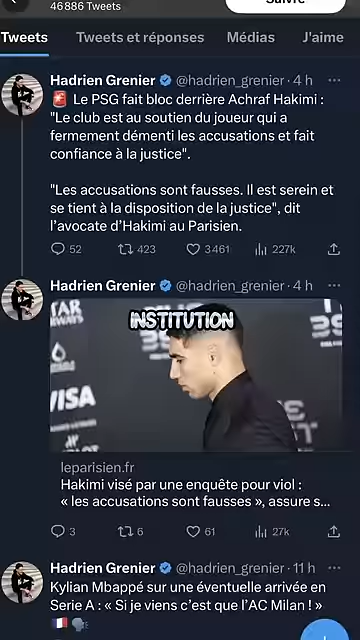 46 886 Tweets
Suivre
Tweets
Tweets et réponses
Médias
J'aime
Hadrien Grenier @hadrien_grenier · 4 h
🚨 Le PSG fait bloc derrière Achraf Hakimi :
"Le club est au soutien du joueur qui a
fermement démenti les accusations et fait
confiance à la justice".
"Les accusations sont fausses. Il est serein et
se tient à la disposition de la justice", dit
l'avocate d'Hakimi au Parisien.
52 423 3 461 227k
Hadrien Grenier @hadrien_grenier · 4 h
INSTITUTION
VISA
leparisien.fr
Hakimi visé par une enquête pour viol :
« les accusations sont fausses », assure s...
3 6 61 27k
Hadrien Grenier @hadrien_grenier · 11 h
Kylian Mbappé sur une éventuelle arrivée en
Serie A : « Si je viens c'est que l'AC Milan ! »
🇫🇷 🗣